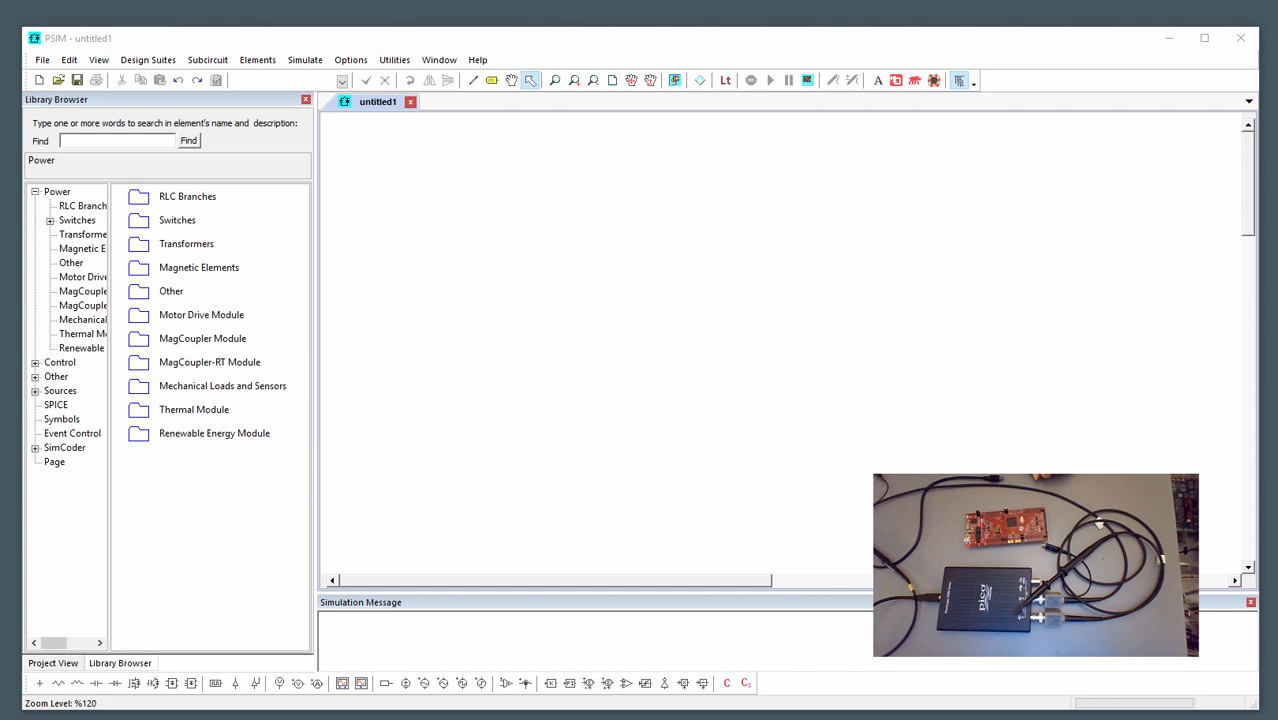 PSIM - untitled1
File Edit View Design Suites Subcircuit Elements Simulate Options Utilities Window Help
Lt A
Library Browser
untitled1
Type one or more words to search in element's name and description:
Find Find
Power
Power
RLC Branch
Switches
Transforme
Magnetic E
Other
Motor Drive
MagCouple
MagCouple
Mechanical
Thermal Mo
Renewable
Control
Other
Sources
SPICE
Symbols
Event Control
SimCoder
Page
RLC Branches
Switches
Transformers
Magnetic Elements
Other
Motor Drive Module
MagCoupler Module
MagCoupler-RT Module
Mechanical Loads and Sensors
Thermal Module
Renewable Energy Module
pico
Simulation Message
Project View Library Browser
Zoom Level: %120